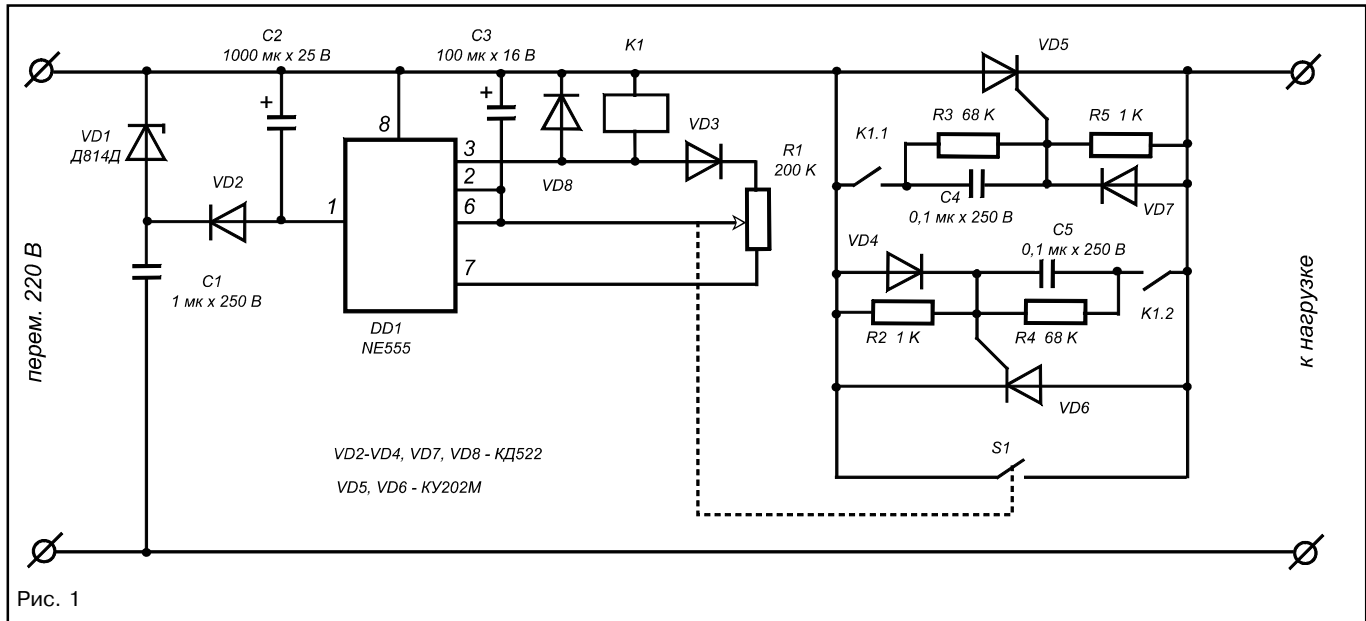 C2
1000 мк x 25 В
C3
100 мк x 16 В
K1
VD5
+
+
8
VD1
Д814Д
VD2
1
3
2
6
7
VD8
VD3
R1
200 K
K1.1
R3 68 K
R5 1 K
C4
0,1 мк x 250 В
VD7
VD4
C5
0,1 мк x 250 В
C1
1 мк x 250 В
DD1
NE555
R2 1 K
R4 68 K
K1.2
VD6
перем. 220 В
к нагрузке
S1
VD2-VD4, VD7, VD8 - КД522
VD5, VD6 - КУ202М
Рис. 1